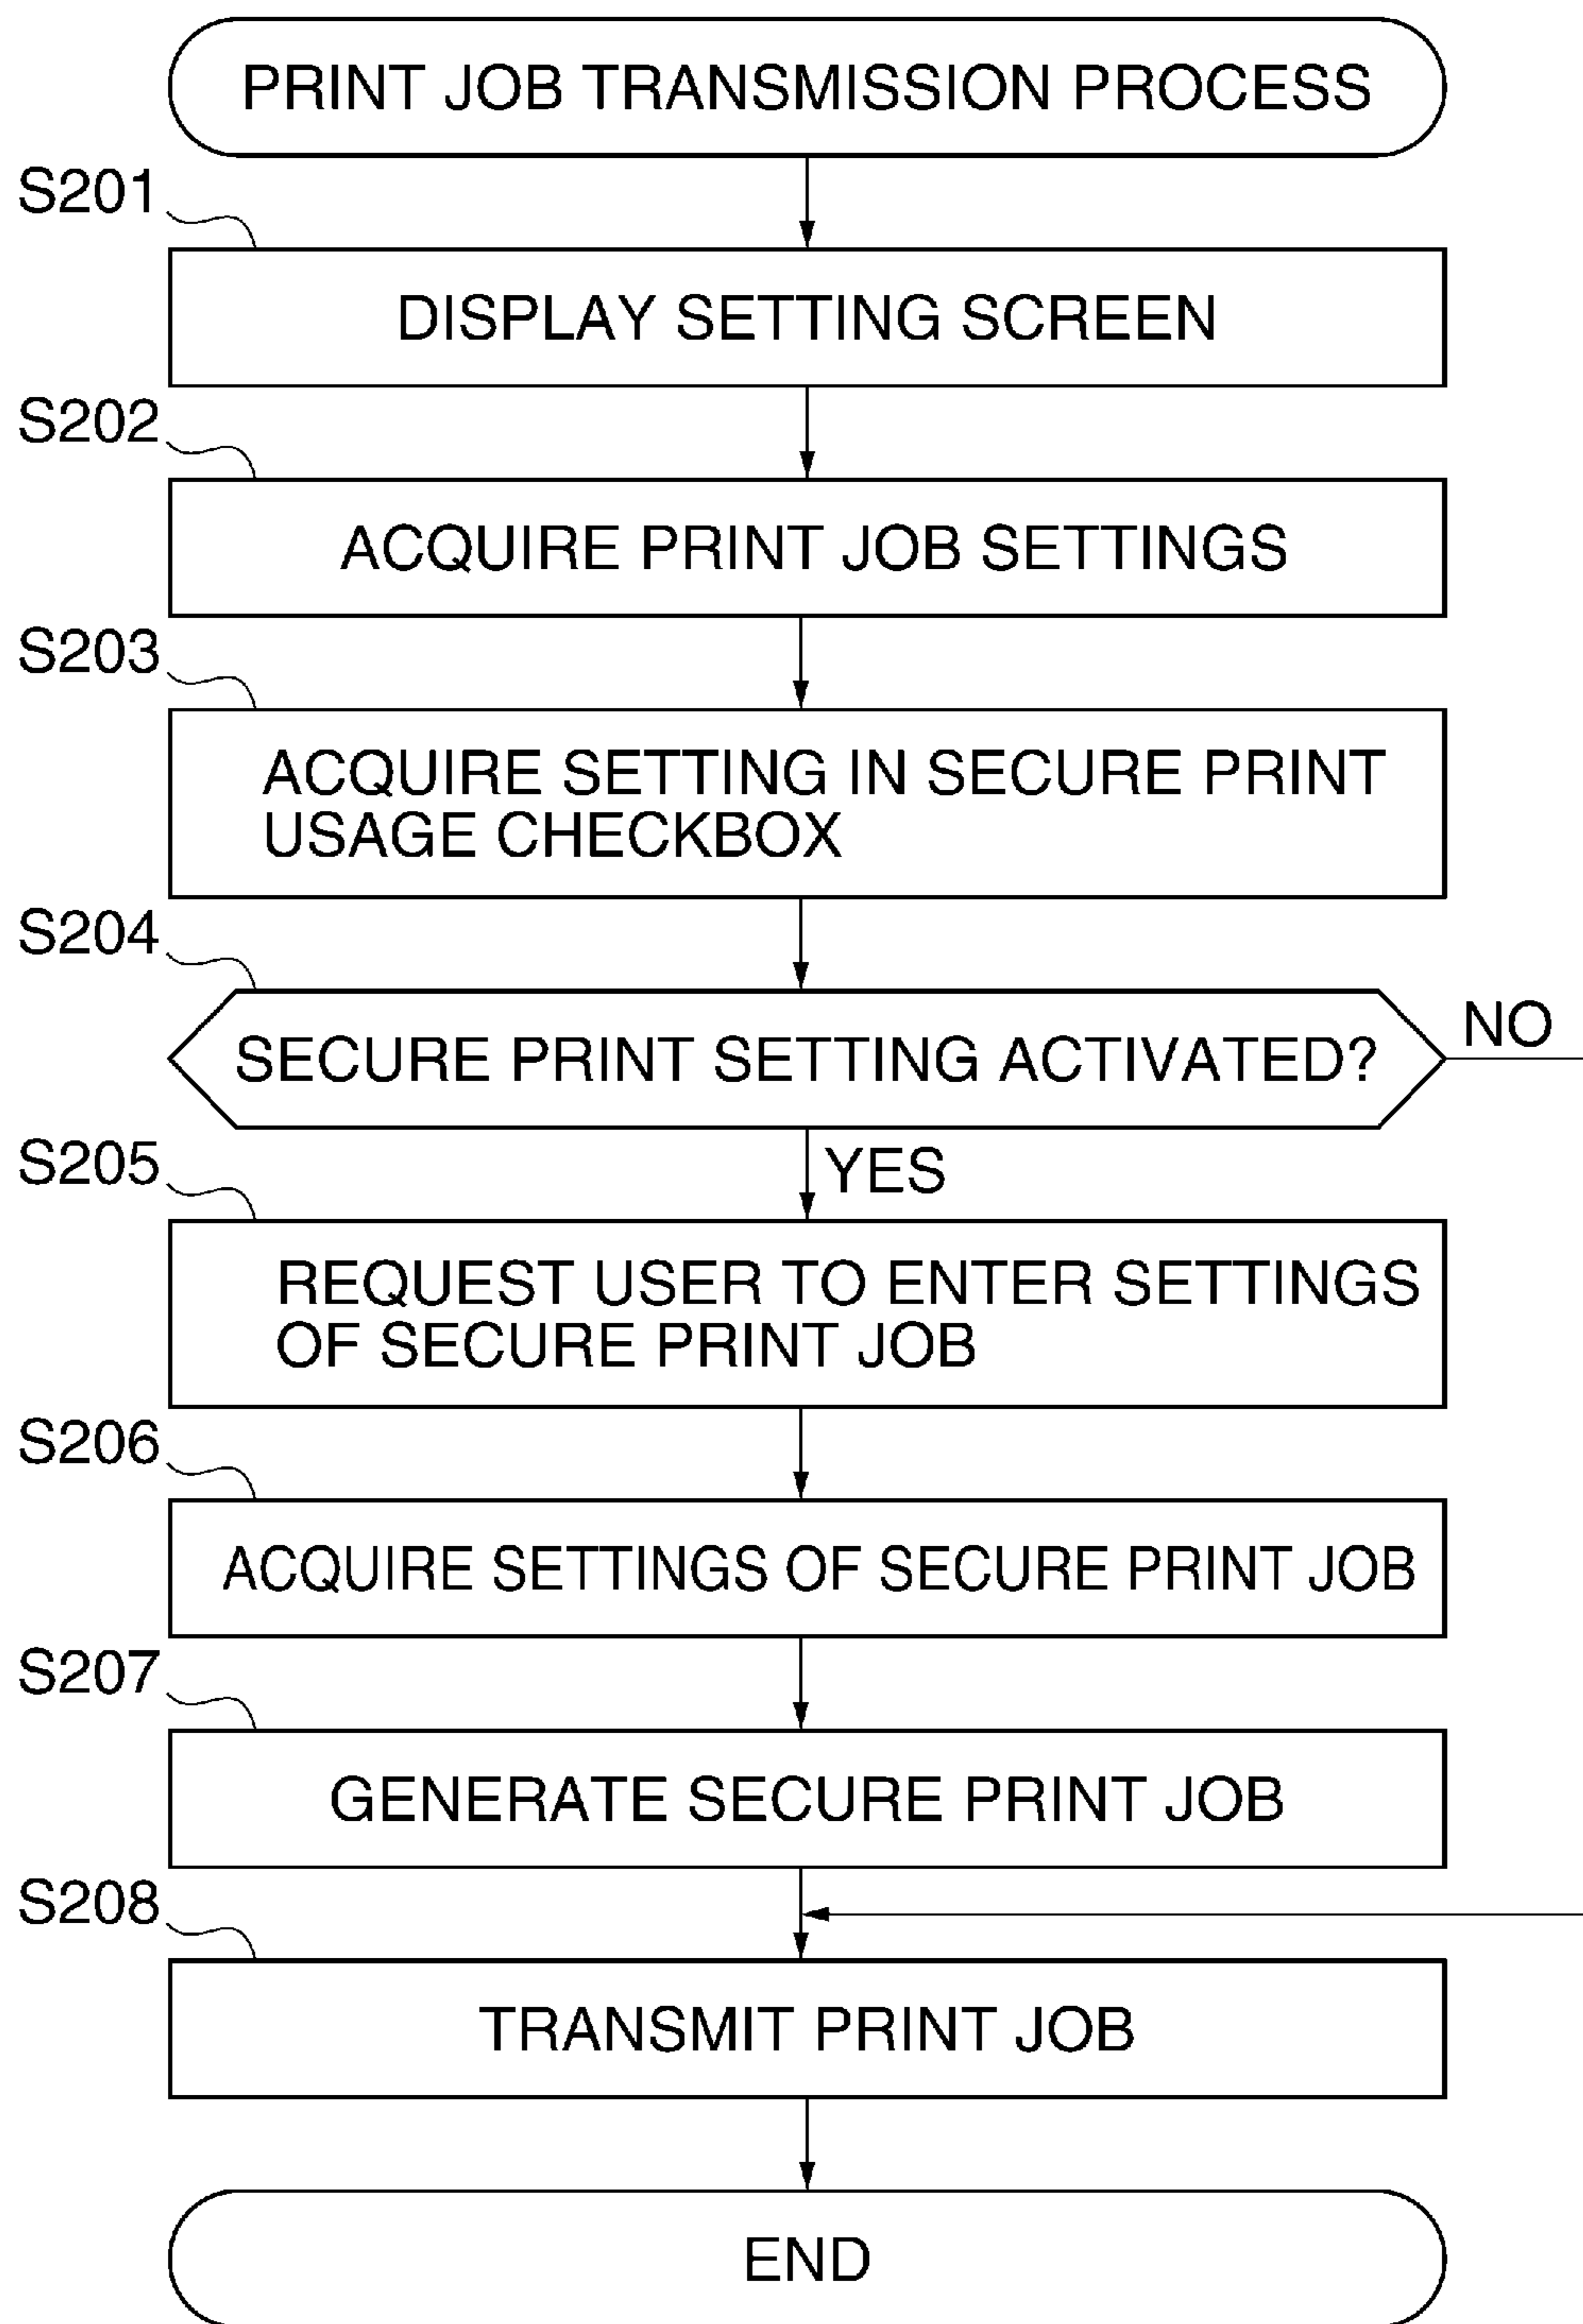 PRINT JOB TRANSMISSION PROCESS
S201
DISPLAY SETTING SCREEN
S202
ACQUIRE PRINT JOB SETTINGS
S203
ACQUIRE SETTING IN SECURE PRINT
USAGE CHECKBOX
S204
SECURE PRINT SETTING ACTIVATED?
NO
YES
S205
REQUEST USER TO ENTER SETTINGS
OF SECURE PRINT JOB
S206
ACQUIRE SETTINGS OF SECURE PRINT JOB
S207
GENERATE SECURE PRINT JOB
S208
TRANSMIT PRINT JOB
END